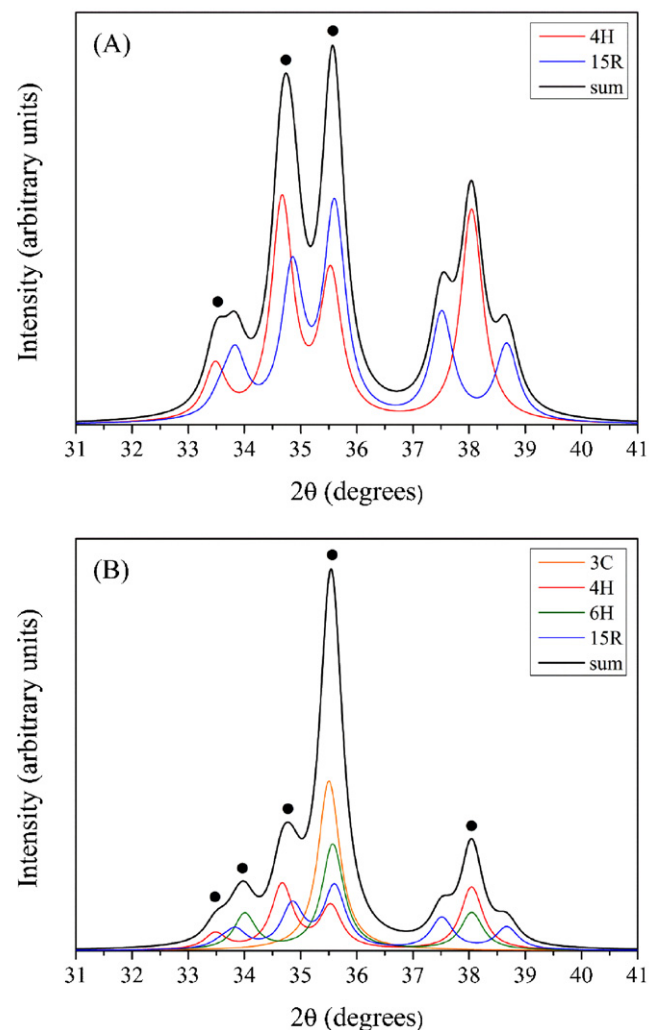 (A)
4H
15R
sum
Intensity (arbitrary units)
31 32 33 34 35 36 37 38 39 40 41
2θ (degrees)
(B)
3C
4H
6H
15R
sum
Intensity (arbitrary units)
31 32 33 34 35 36 37 38 39 40 41
2θ (degrees)